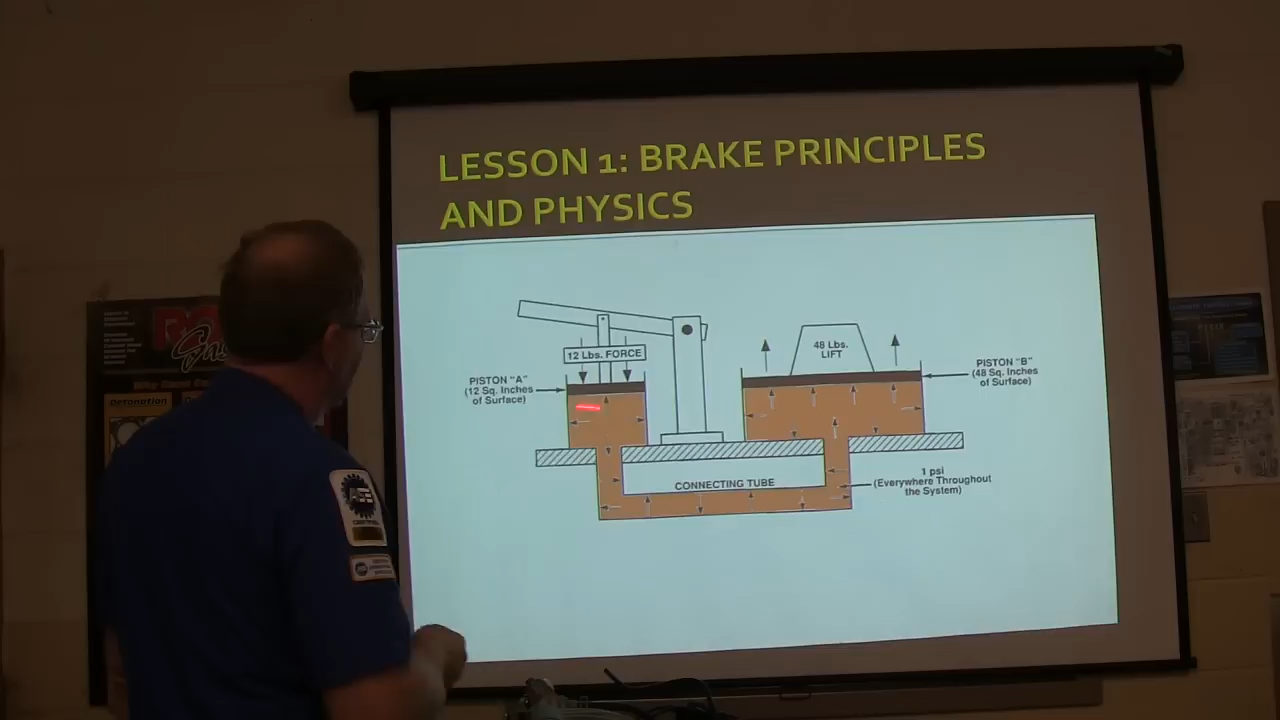 LESSON 1: BRAKE PRINCIPLES
AND PHYSICS
12 Lbs. FORCE
48 Lbs.
LIFT
PISTON "A"
(12 Sq. Inches
of Surface)
PISTON "B"
(48 Sq. Inches
of Surface)
CONNECTING TUBE
1 psi
(Everywhere Throughout
the System)
Detonation